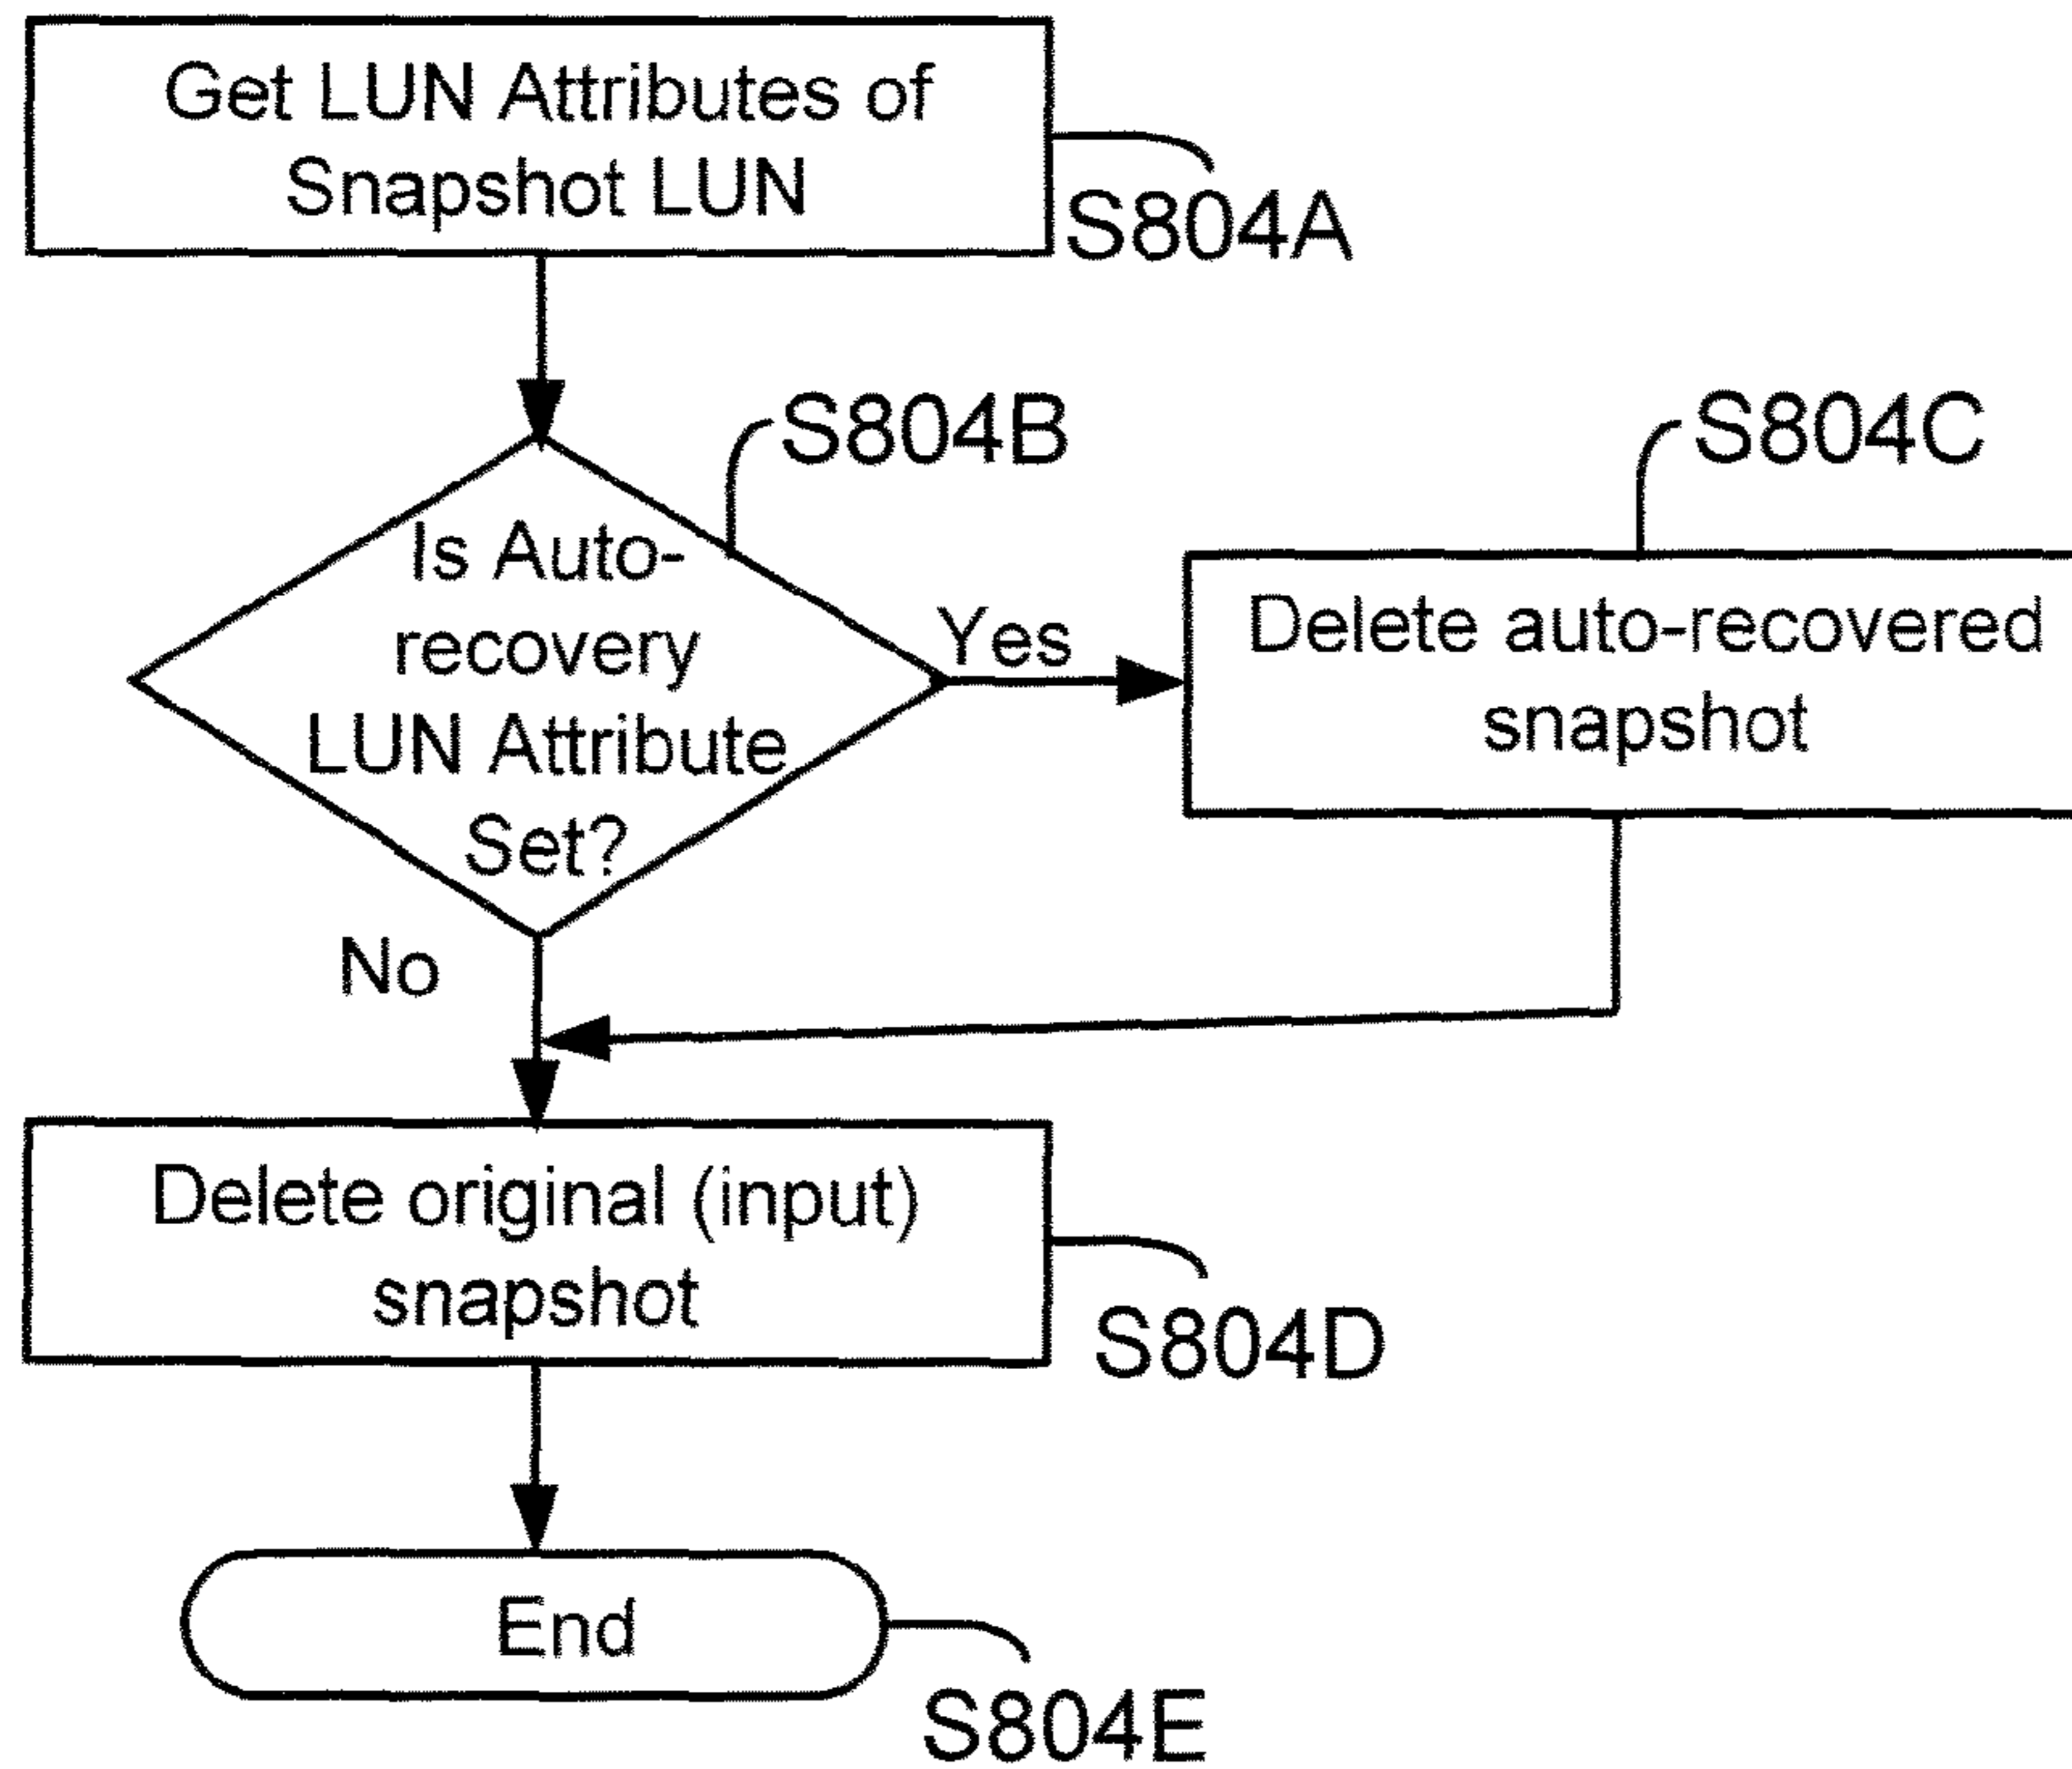 Get LUN Attributes of
Snapshot LUN
S804A
S804B
Is Auto-
recovery
LUN Attribute
Set?
Yes
No
S804C
Delete auto-recovered
snapshot
Delete original (input)
snapshot
S804D
End
S804E